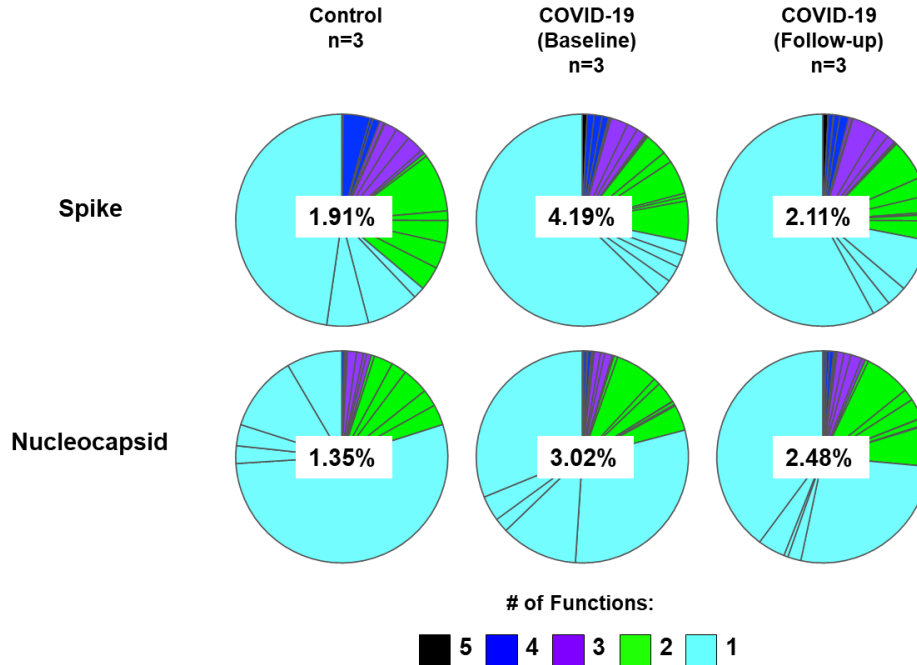 Control
n=3
COVID-19
(Baseline)
n=3
COVID-19
(Follow-up)
n=3
Spike
1.91%
4.19%
2.11%
Nucleocapsid
1.35%
3.02%
2.48%
# of Functions:
5 4 3 2 1